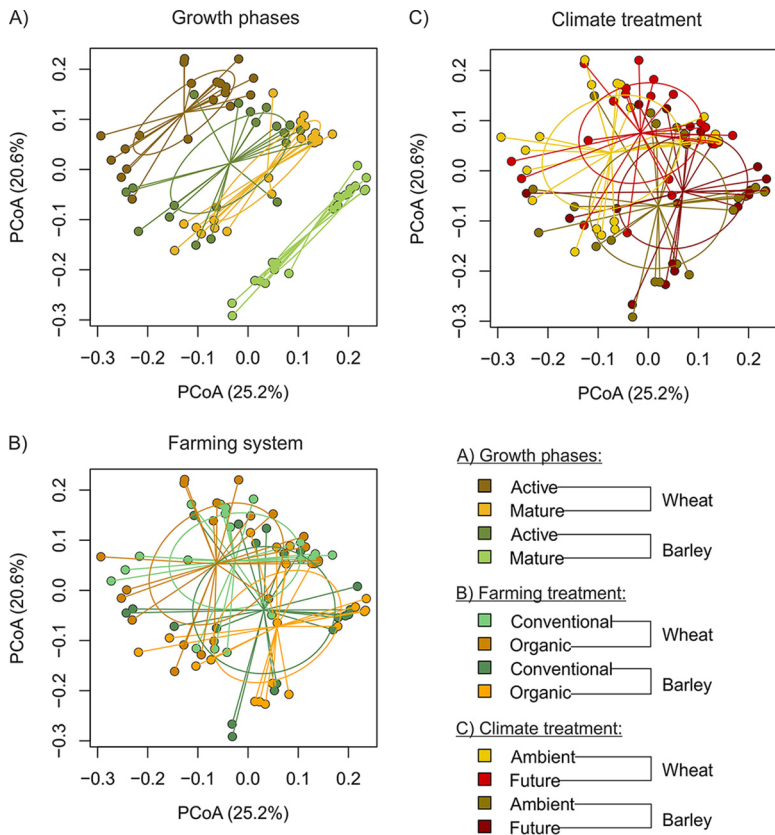 A)
Growth phases
PCoA (20.6%)
0.2
0.1
0.0
−0.1
−0.2
−0.3
−0.3 −0.2 −0.1 0.0 0.1 0.2
PCoA (25.2%)
C)
Climate treatment
PCoA (20.6%)
0.2
0.1
0.0
−0.1
−0.2
−0.3
−0.3 −0.2 −0.1 0.0 0.1 0.2
PCoA (25.2%)
B)
Farming system
PCoA (20.6%)
0.2
0.1
0.0
−0.1
−0.2
−0.3
−0.3 −0.2 −0.1 0.0 0.1 0.2
PCoA (25.2%)
A) Growth phases:
Active
Mature
Wheat
Active
Mature
Barley
B) Farming treatment:
Conventional
Organic
Wheat
Conventional
Organic
Barley
C) Climate treatment:
Ambient
Future
Wheat
Ambient
Future
Barley